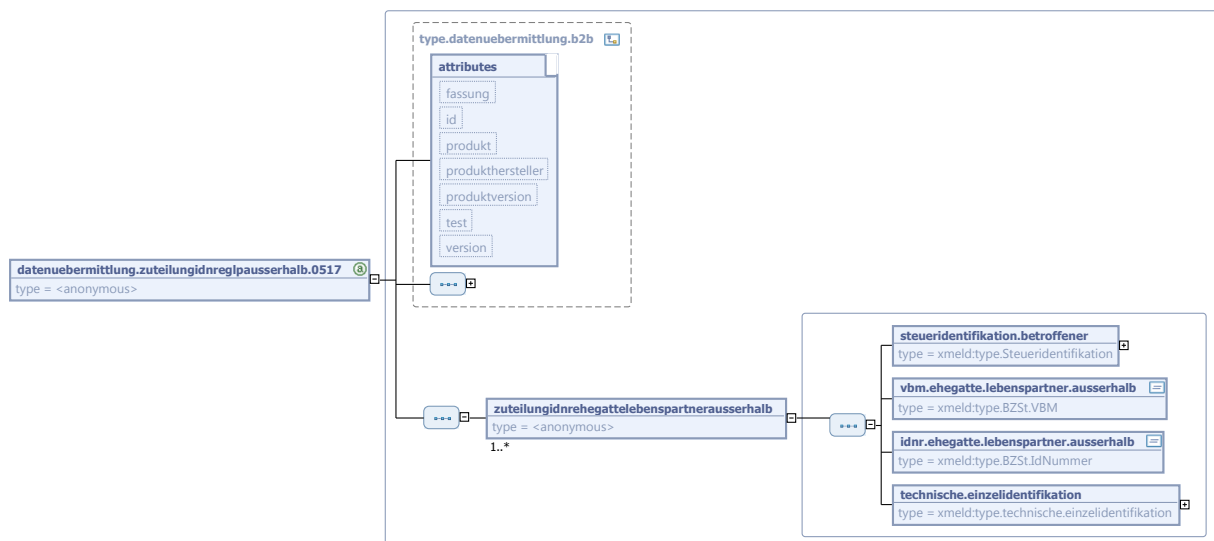 type.datenuebermittlung.b2b
attributes
fassung
id
produkt
produkthersteller
produktversion
test
version
datenuebermittlung.zuteilungidnreglpausserhalb.0517
a
type = <anonymous>
zuteilungidnrehegattelebenspartnerausserhalb
type = <anonymous>
1..*
steueridentifikation.betroffener
type = xmeld:type.Steueridentifikation
vbm.ehegatte.lebenspartner.ausserhalb
type = xmeld:type.BZSt.VBM
idnr.ehegatte.lebenspartner.ausserhalb
type = xmeld:type.BZSt.IdNummer
technische.einzelidentifikation
type = xmeld:type.technische.einzelidentifikation